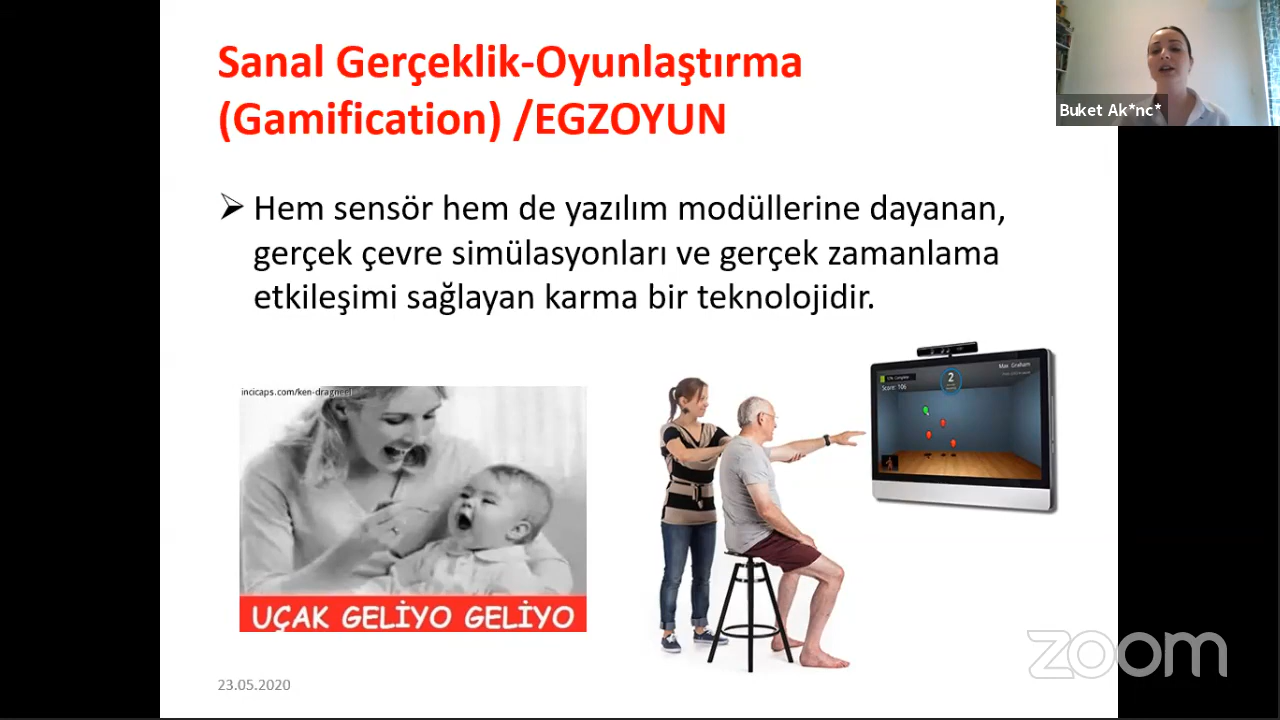 Sanal Gerçeklik-Oyunlaştırma
(Gamification) /EGZOYUN
Buket Ak*nc*
Hem sensör hem de yazılım modüllerine dayanan,
gerçek çevre simülasyonları ve gerçek zamanlama
etkileşimi sağlayan karma bir teknolojidir.
incicaps.com/ken-dragneel
UÇAK GELİYO GELİYO
Score: 106
2
Max Graham
23.05.2020
zoom